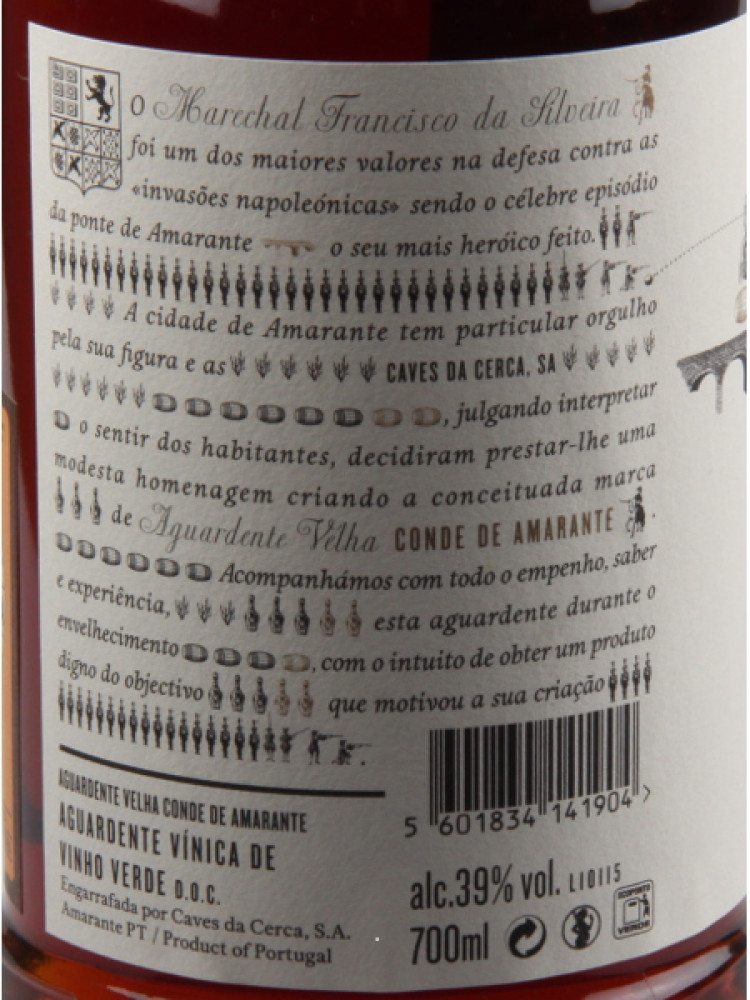 O Marechal Francisco da Silveira
foi um dos maiores valores na defesa contra as
«invasões napoleónicas» sendo o célebre episódio
da ponte de Amarante o seu mais heróico feito.
A cidade de Amarante tem particular orgulho
pela sua figura e as CAVES DA CERCA, SA
, julgando interpretar
o sentir dos habitantes, decidiram prestar-lhe uma
modesta homenagem criando a conceituada marca
de Aguardente Velha CONDE DE AMARANTE .
Acompanhámos com todo o empenho, saber
e experiência, esta aguardente durante o
envelhecimento , com o intuito de obter um produto
digno do objectivo que motivou a sua criação
.
AGUARDENTE VELHA CONDE DE AMARANTE
AGUARDENTE VÍNICA DE
VINHO VERDE D.O.C.
Engarrafada por Caves da Cerca, S.A.
Amarante PT / Product of Portugal
5 601834 141904 >
alc.39% vol. L10115
700ml
ECOPONTO
VERDE